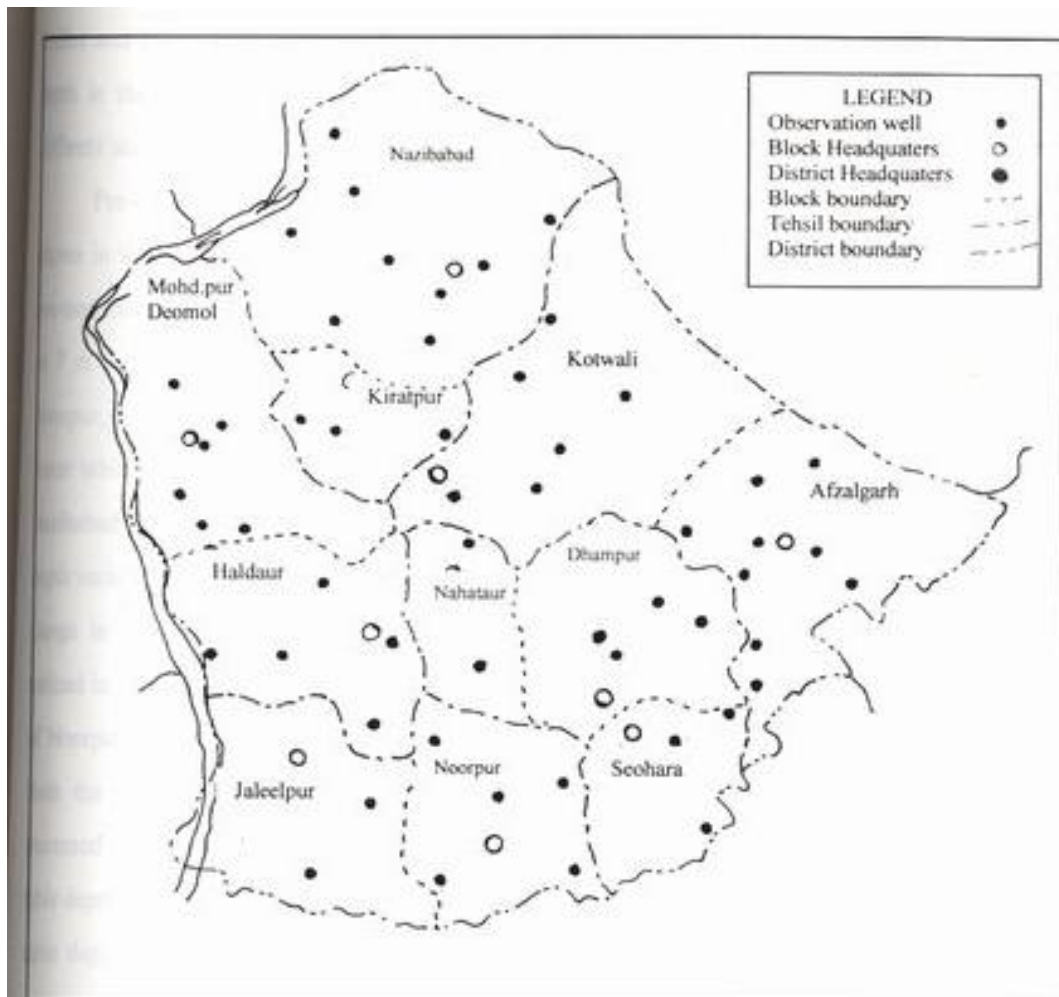 LEGEND
Observation well
Block Headquaters
District Headquaters
Block boundary
Tehsil boundary
District boundary
Nazibabad
Mohd.pur
Deomol
Kotwali
Kiratpur
Afzalgarh
Dhampur
Haldaur
Nahataur
Seohara
Noorpur
Jaleelpur